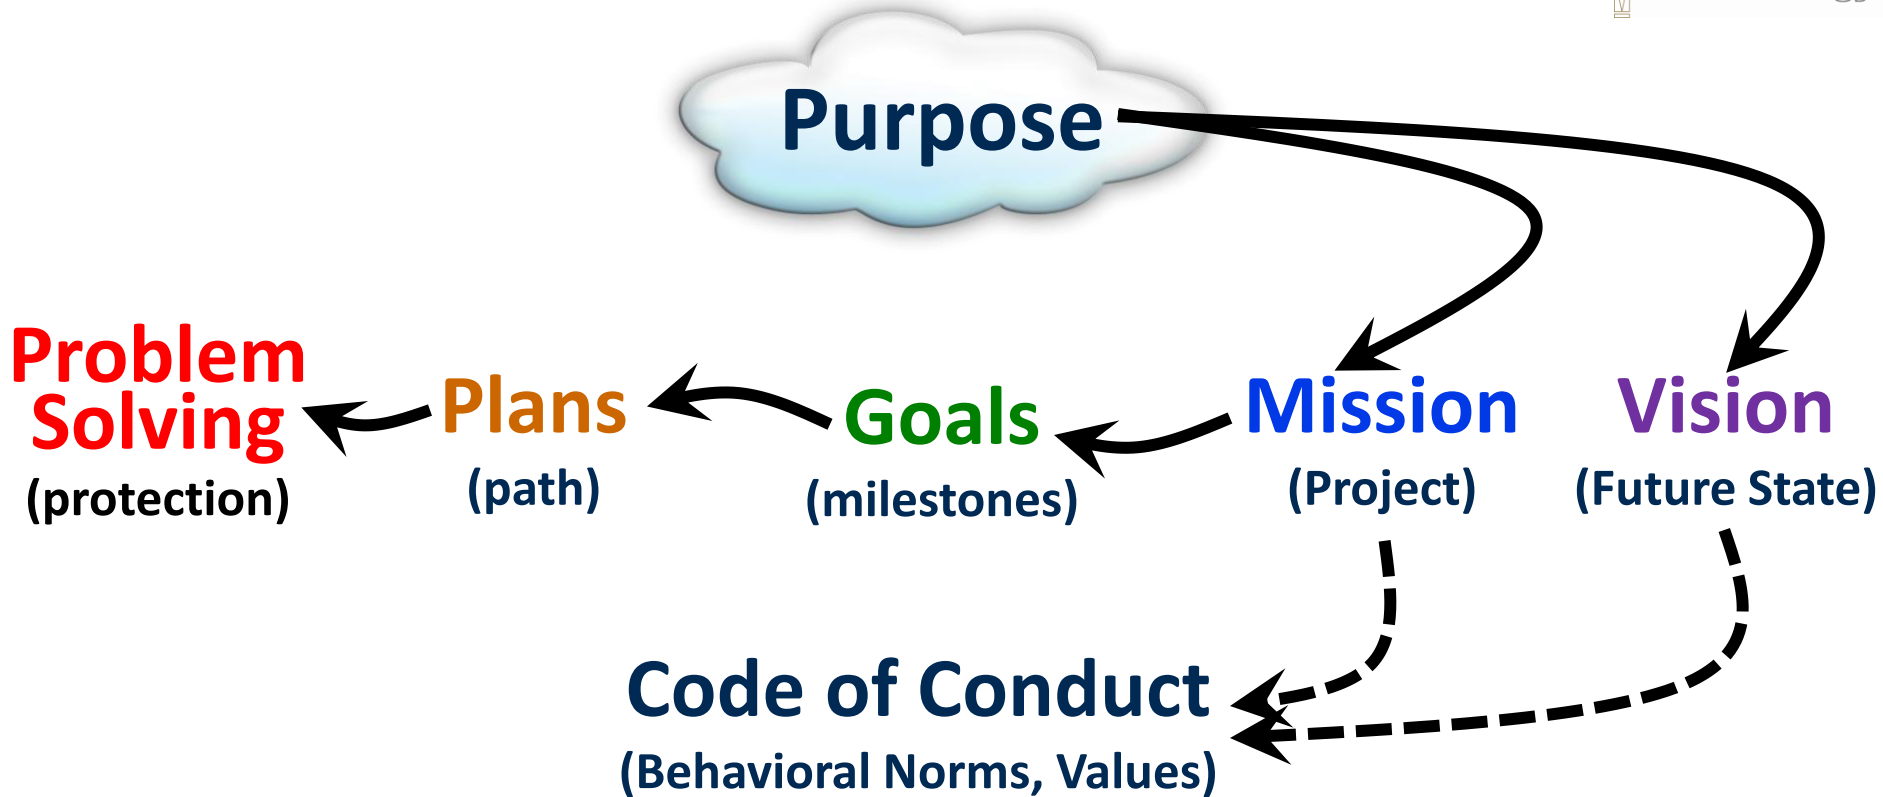 Purpose
Problem
Solving
(protection)
Plans
(path)
Goals
(milestones)
Mission
(Project)
Vision
(Future State)
Code of Conduct
(Behavioral Norms, Values)